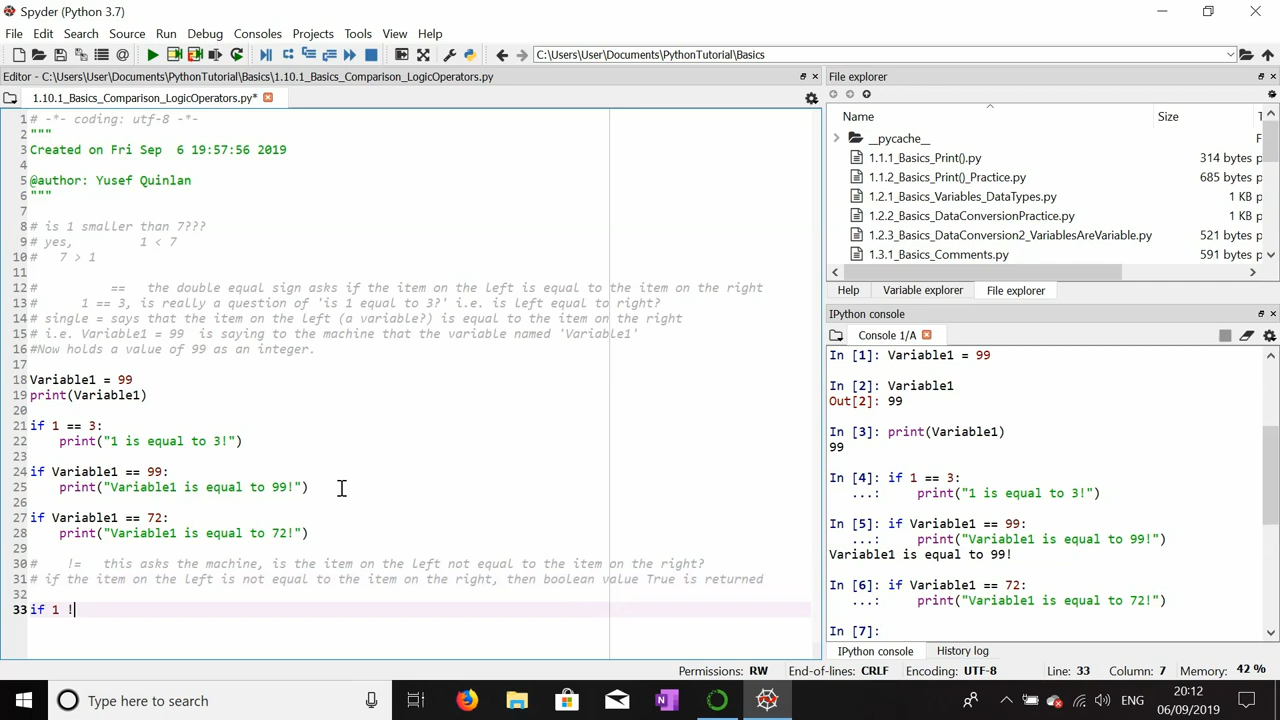 Spyder (Python 3.7)
File Edit Search Source Run Debug Consoles Projects Tools View Help
C:\Users\User\Documents\PythonTutorial\Basics
Editor - C:\Users\User\Documents\PythonTutorial\Basics\1.10.1_Basics_Comparison_LogicOperators.py
1.10.1_Basics_Comparison_LogicOperators.py*
1 # -*- coding: utf-8 -*-
2 """
3 Created on Fri Sep  6 19:57:56 2019
4
5 @author: Yusef Quinlan
6 """
7
8 # is 1 smaller than 7???
9 # yes,         1 < 7
10 #   7 > 1
11
12 #          ==   the double equal sign asks if the item on the left is equal to the item on the right
13 #      1 == 3, is really a question of 'is 1 equal to 3?' i.e. is left equal to right?
14 # single = says that the item on the Left (a variable?) is equal to the item on the right
15 # i.e. Variable1 = 99  is saying to the machine that the variable named 'Variable1'
16 #Now holds a value of 99 as an integer.
17
18 Variable1 = 99
19 print(Variable1)
20
21 if 1 == 3:
22     print("1 is equal to 3!")
23
24 if Variable1 == 99:
25     print("Variable1 is equal to 99!")
26
27 if Variable1 == 72:
28     print("Variable1 is equal to 72!")
29
30 #    !=   this asks the machine, is the item on the left not equal to the item on the right?
31 # if the item on the left is not equal to the item on the right, then boolean value True is returned
32
33 if 1 !
File explorer
Name Size
__pycache__ F
1.1.1_Basics_Print().py 314 bytes p
1.1.2_Basics_Print()_Practice.py 685 bytes p
1.2.1_Basics_Variables_DataTypes.py 1 KB p
1.2.2_Basics_DataConversionPractice.py 1 KB p
1.2.3_Basics_DataConversion2_VariablesAreVariable.py 521 bytes p
1.3.1_Basics_Comments.py 591 bytes p
Help Variable explorer File explorer
IPython console
Console 1/A
In [1]: Variable1 = 99
In [2]: Variable1
Out[2]: 99
In [3]: print(Variable1)
99
In [4]: if 1 == 3:
   ...:     print("1 is equal to 3!")
In [5]: if Variable1 == 99:
   ...:     print("Variable1 is equal to 99!")
Variable1 is equal to 99!
In [6]: if Variable1 == 72:
   ...:     print("Variable1 is equal to 72!")
In [7]:
IPython console History log
Permissions: RW End-of-lines: CRLF Encoding: UTF-8 Line: 33 Column: 7 Memory: 42 %
Type here to search
ENG
20:12
06/09/2019